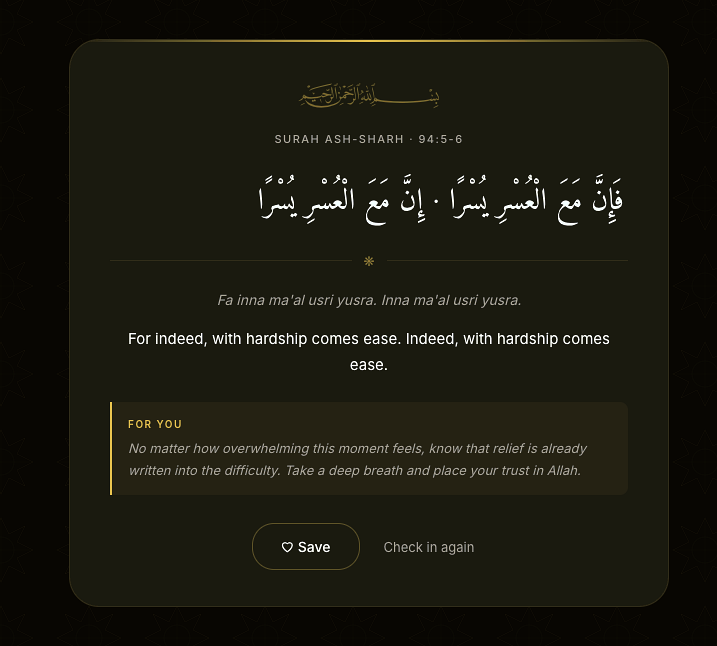 بِسْمِ اللَّهِ الرَّحْمَٰنِ الرَّحِيمِ
SURAH ASH-SHARH · 94:5-6
فَإِنَّ مَعَ الْعُسْرِ يُسْرًا · إِنَّ مَعَ الْعُسْرِ يُسْرًا
Fa inna ma'al usri yusra. Inna ma'al usri yusra.
For indeed, with hardship comes ease. Indeed, with hardship comes
ease.
FOR YOU
No matter how overwhelming this moment feels, know that relief is already
written into the difficulty. Take a deep breath and place your trust in Allah.
♡ Save
Check in again